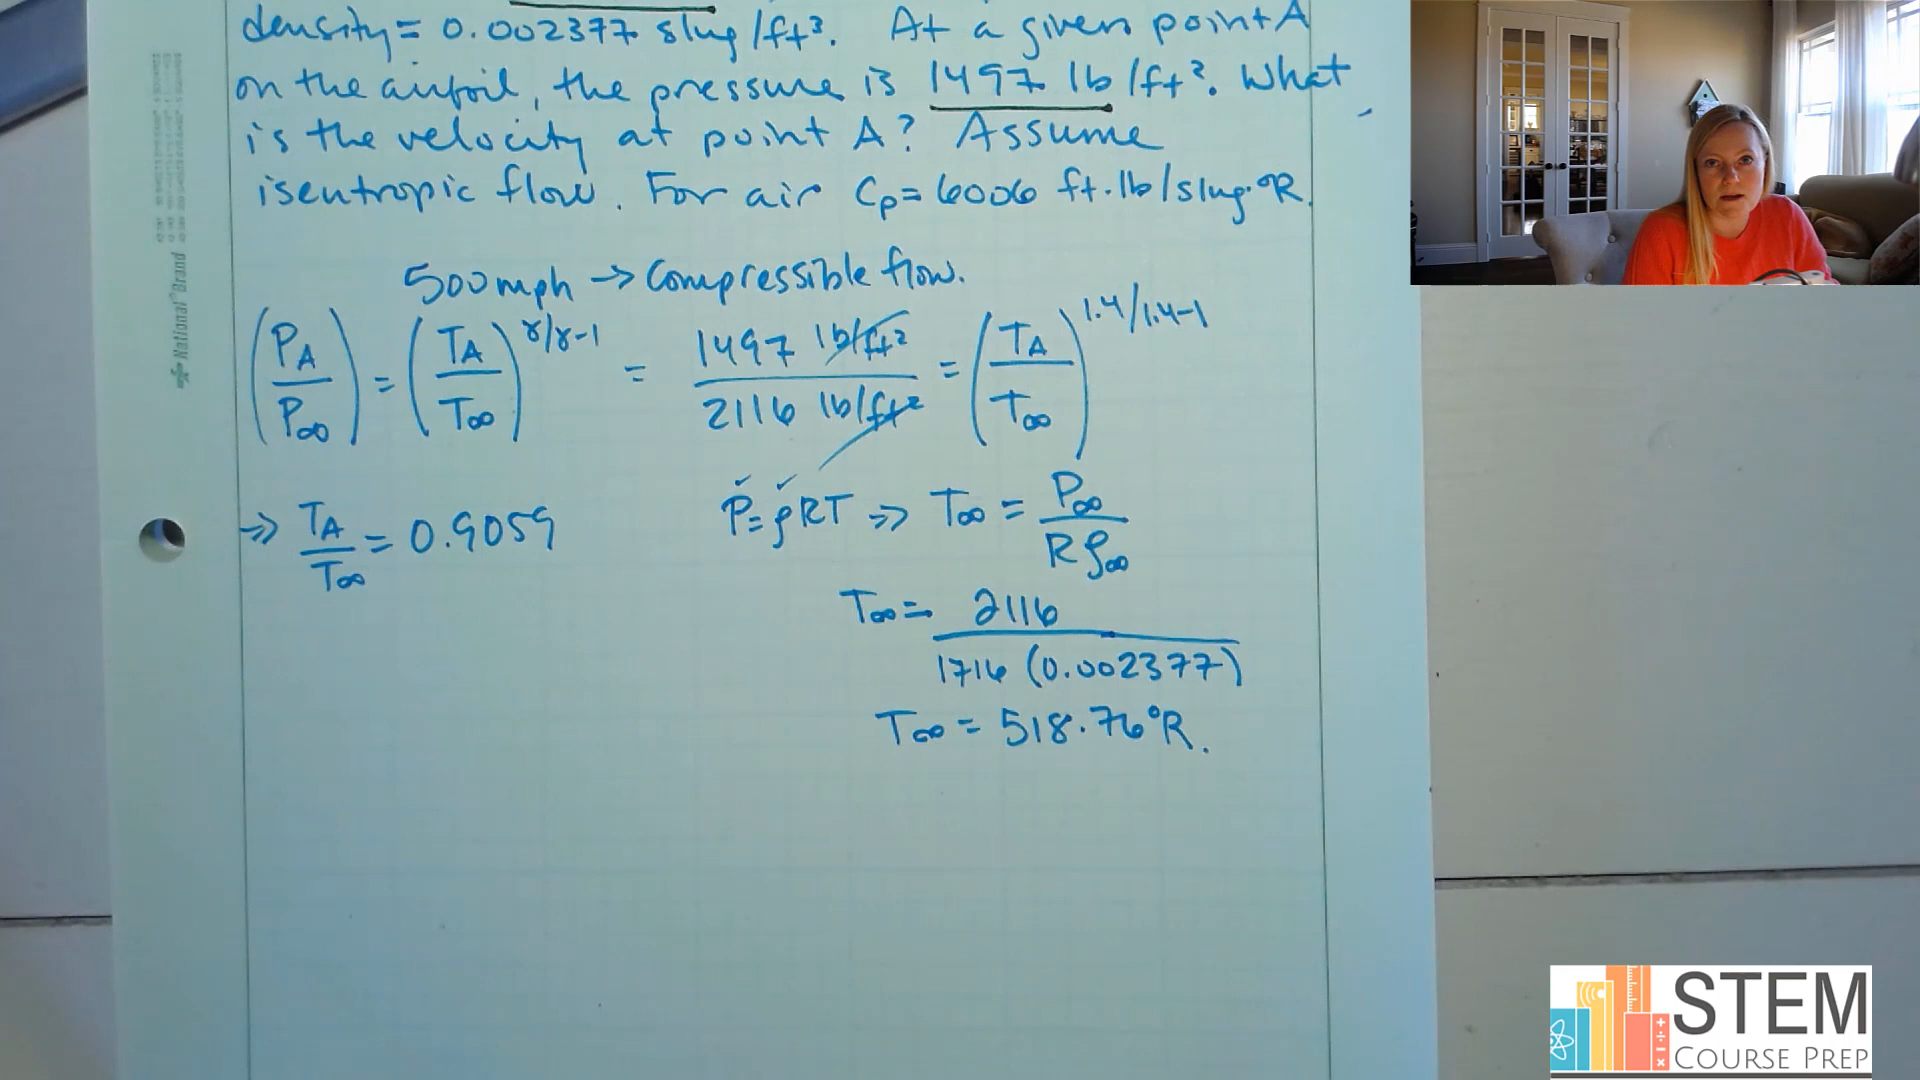 density = 0.002377 slug/ft³. At a given point A
on the airfoil, the pressure is 1497 lb/ft². What
is the velocity at point A? Assume
isentropic flow. For air Cp = 6006 ft.lb/slug.°R.
500mph → Compressible flow.
(PA/P∞) = (TA/T∞)^γ/γ-1 = 1497 lb/ft² / 2116 lb/ft² = (TA/T∞)^1.4/1.4-1
⇒ TA/T∞ = 0.9059
P = ρRT ⇒ T∞ = P∞/Rρ∞
T∞ = 2116/1716 (0.002377)
T∞ = 518.76°R.
National® Brand
STEM
COURSE PREP